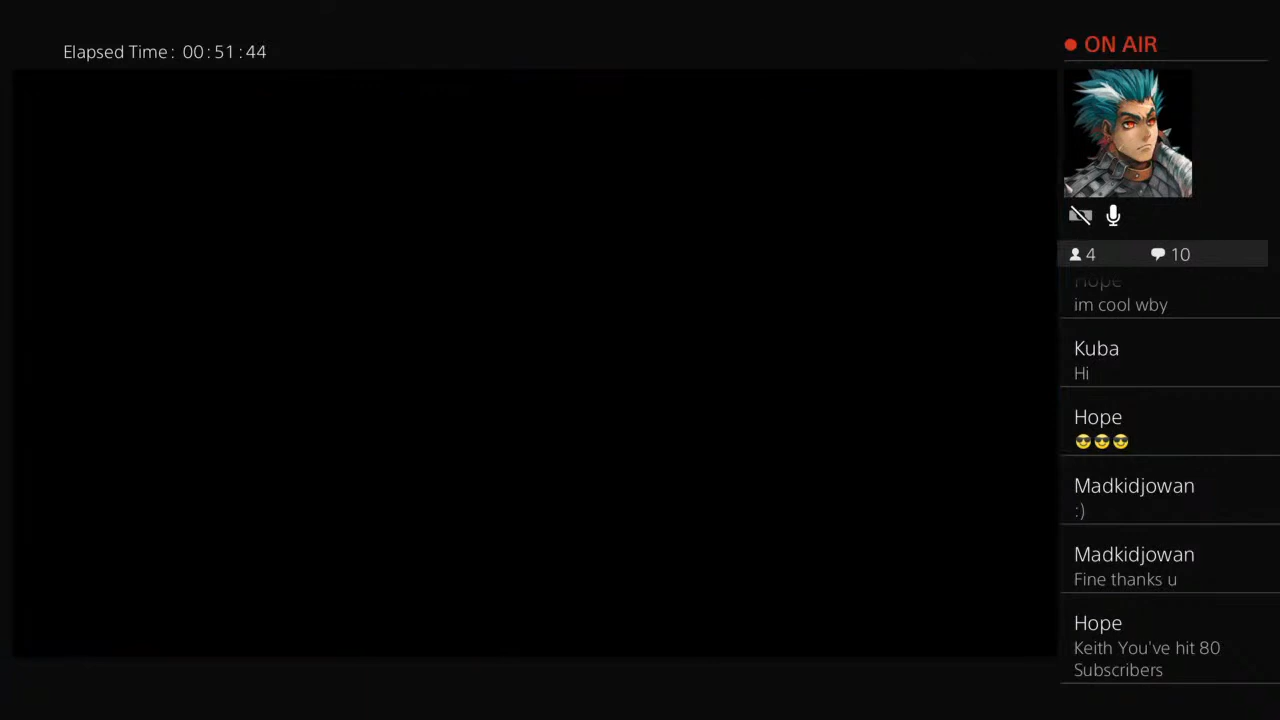 Elapsed Time: 00:51:44
ON AIR
4 10
Hope
im cool wby
Kuba
Hi
Hope
😎😎😎
Madkidjowan
:)
Madkidjowan
Fine thanks u
Hope
Keith You've hit 80
Subscribers